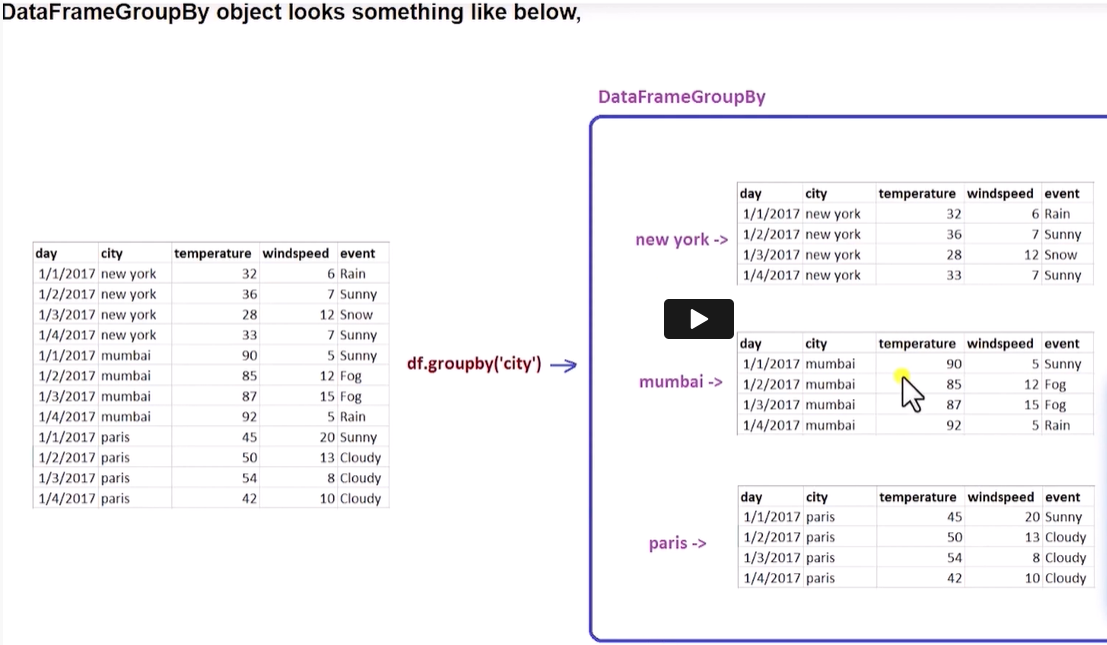 DataFrameGroupBy object looks something like below,
DataFrameGroupBy
day city temperature windspeed event
1/1/2017 new york 32 6 Rain
1/2/2017 new york 36 7 Sunny
1/3/2017 new york 28 12 Snow
1/4/2017 new york 33 7 Sunny
1/1/2017 mumbai 90 5 Sunny
1/2/2017 mumbai 85 12 Fog
1/3/2017 mumbai 87 15 Fog
1/4/2017 mumbai 92 5 Rain
1/1/2017 paris 45 20 Sunny
1/2/2017 paris 50 13 Cloudy
1/3/2017 paris 54 8 Cloudy
1/4/2017 paris 42 10 Cloudy
df.groupby('city')
new york ->
day city temperature windspeed event
1/1/2017 new york 32 6 Rain
1/2/2017 new york 36 7 Sunny
1/3/2017 new york 28 12 Snow
1/4/2017 new york 33 7 Sunny
mumbai ->
day city temperature windspeed event
1/1/2017 mumbai 90 5 Sunny
1/2/2017 mumbai 85 12 Fog
1/3/2017 mumbai 87 15 Fog
1/4/2017 mumbai 92 5 Rain
paris ->
day city temperature windspeed event
1/1/2017 paris 45 20 Sunny
1/2/2017 paris 50 13 Cloudy
1/3/2017 paris 54 8 Cloudy
1/4/2017 paris 42 10 Cloudy